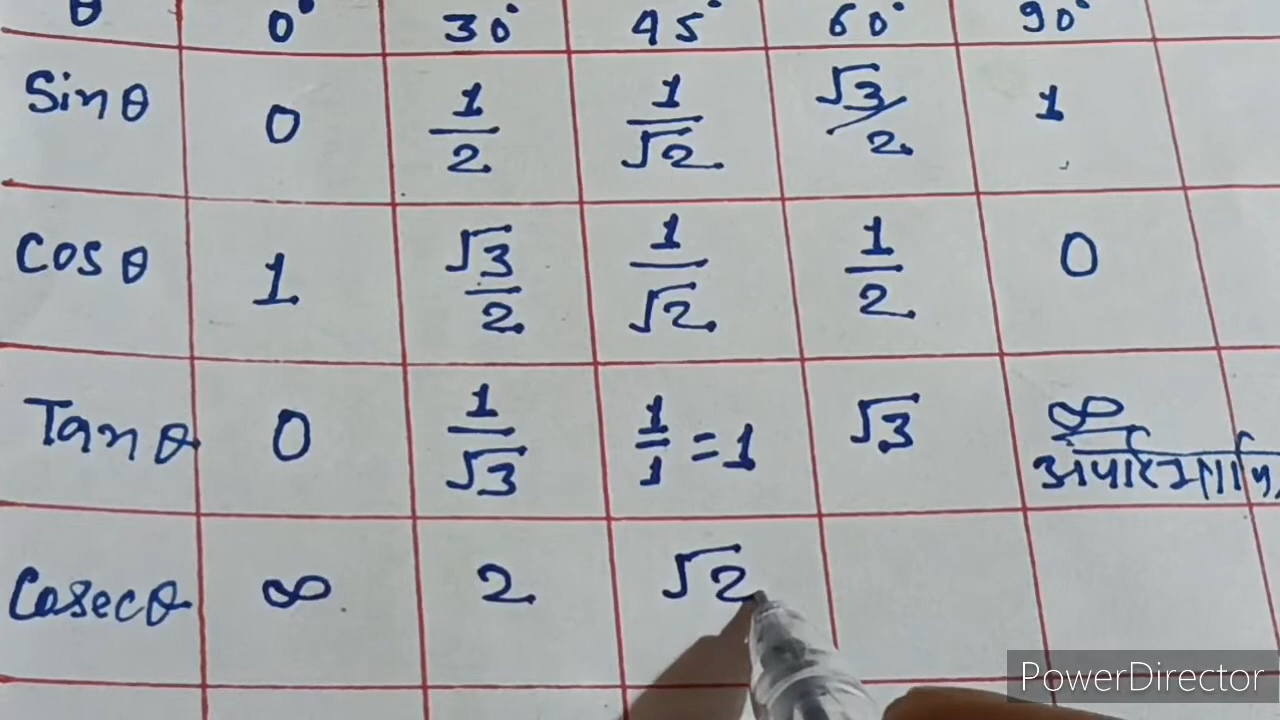 θ 0° 30° 45° 60° 90°
Sinθ 0 1/2 1/√2 √3/2 1
Cosθ 1 √3/2 1/√2 1/2 0
Tanθ 0 1/√3 1/1=1 √3 ∞
Cosecθ ∞ 2 √2
PowerDirector